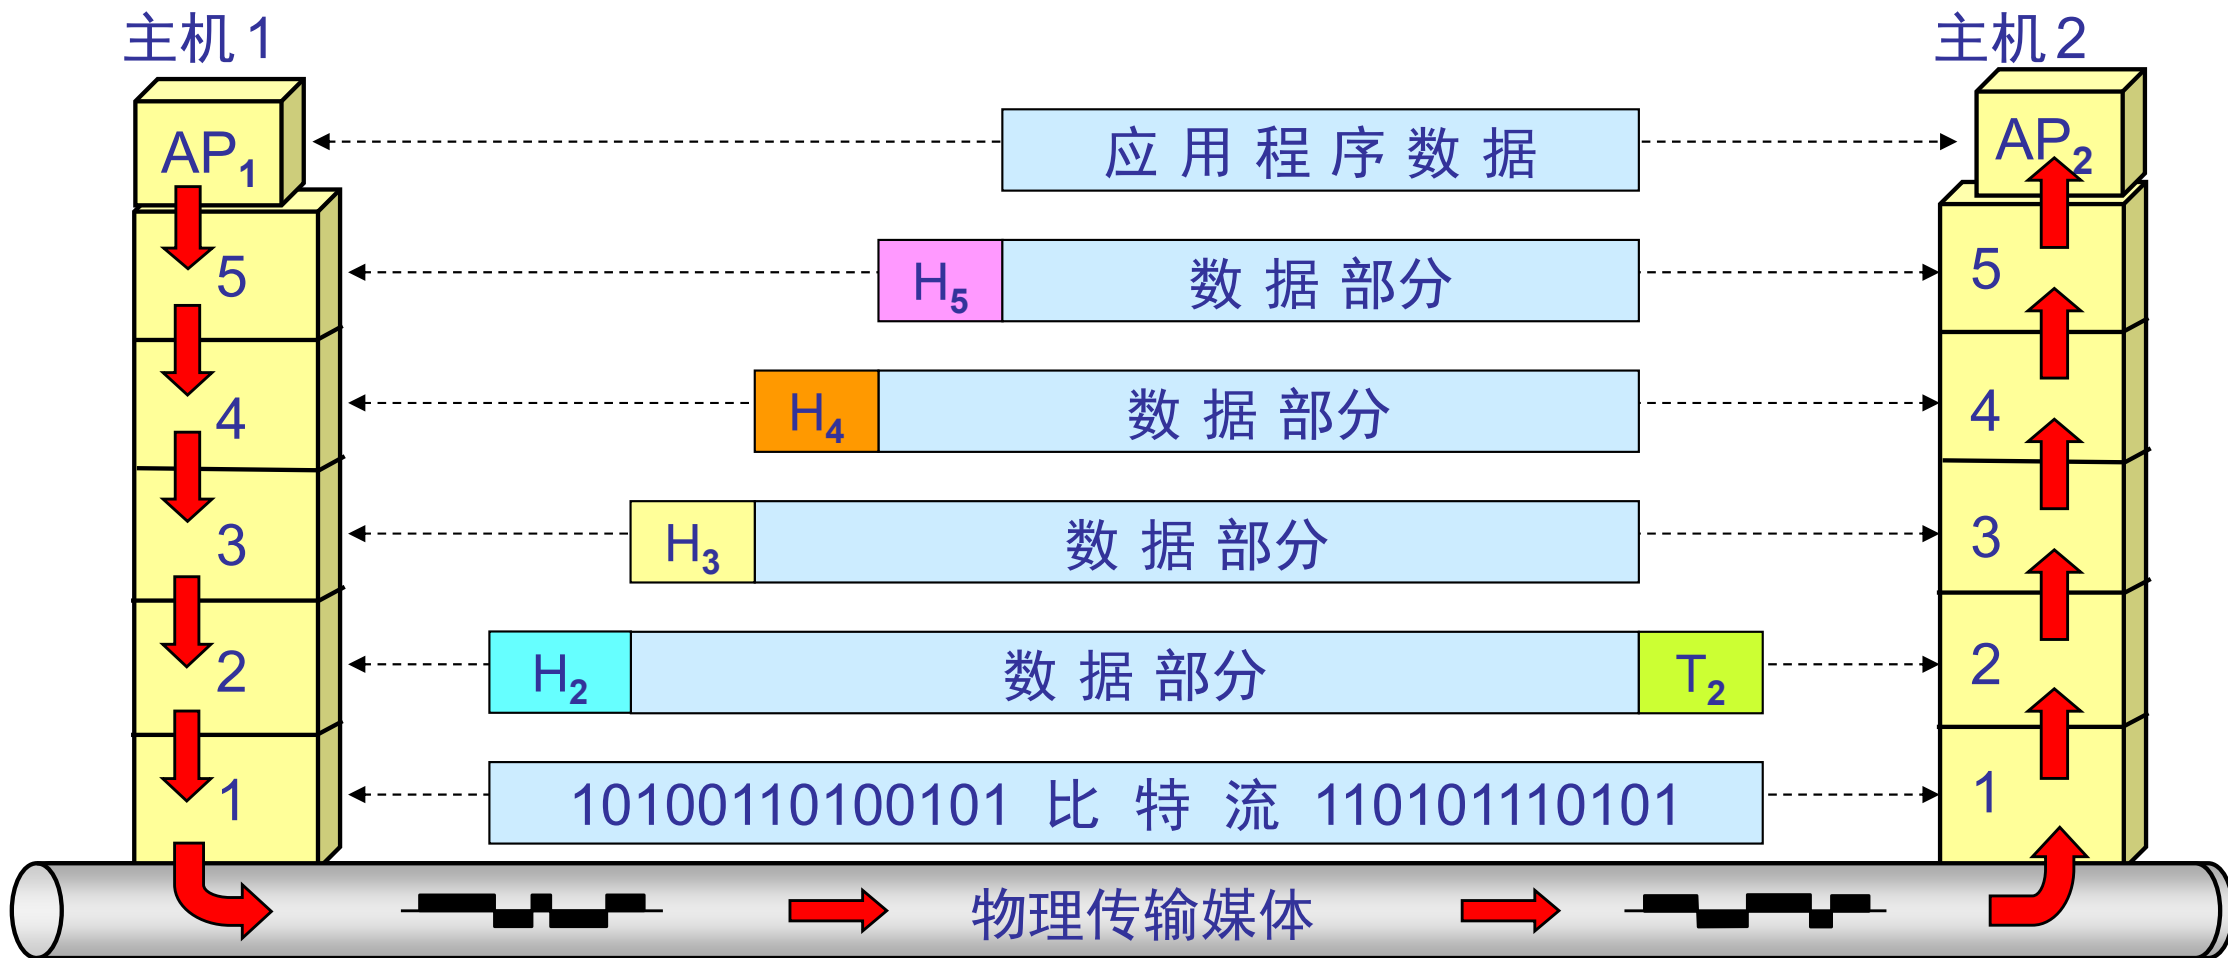 主机 1
主机 2
AP1
应用程序数据
AP2
5
H5 数据部分
5
4
H4 数据部分
4
3
H3 数据部分
3
2
H2 数据部分 T2
2
1
10100110100101 比特流 110101110101
1
物理传输媒体